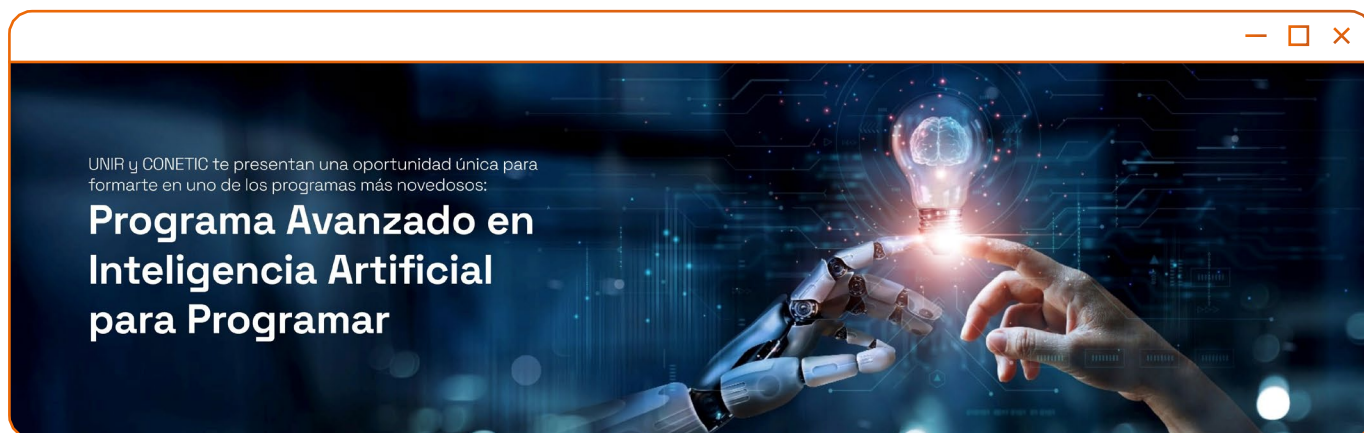 UNIR y CONETIC te presentan una oportunidad única para
formarte en uno de los programas más novedosos:
Programa Avanzado en
Inteligencia Artificial
para Programar